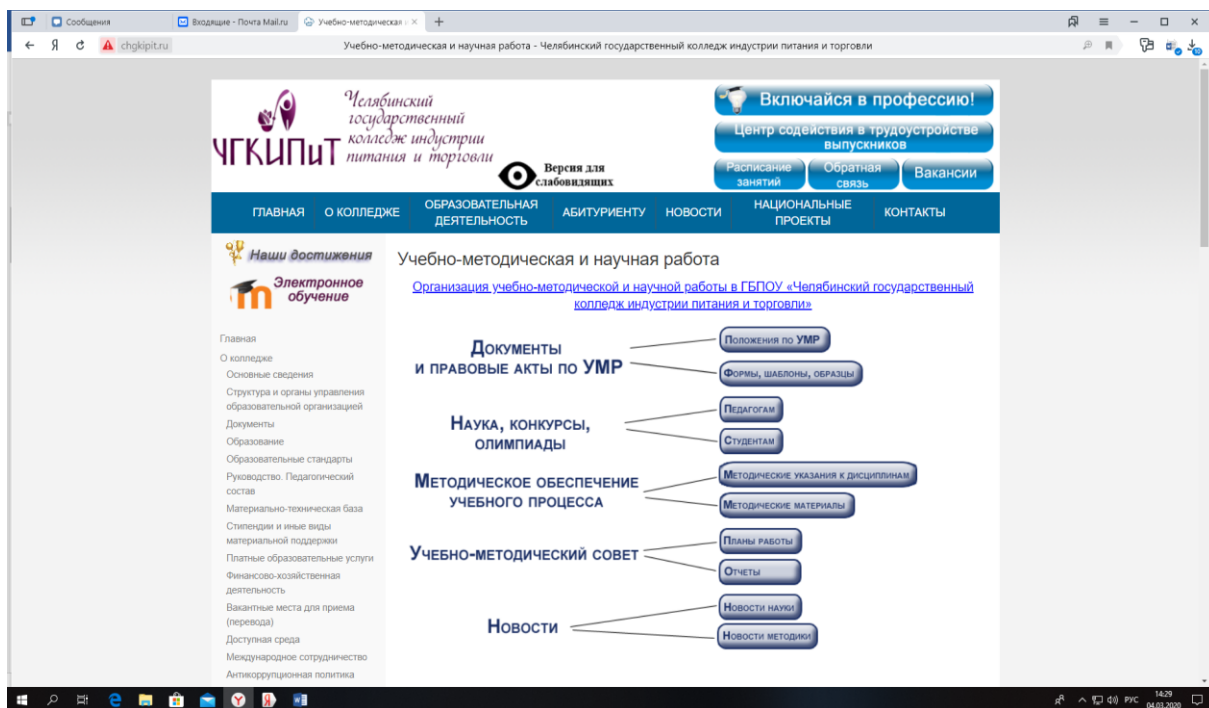 Сообщения
Входящие - Почта Mail.ru
Учебно-методическая
chgkipit.ru
Учебно-методическая и научная работа - Челябинский государственный колледж индустрии питания и торговли
Челябинский
государственный
колледж индустрии
питания и торговли
ЧГКИПиТ
Версия для
слабовидящих
Включайся в профессию!
Центр содействия в трудоустройстве
выпускников
Расписание
занятий
Обратная
связь
Вакансии
ГЛАВНАЯ
О КОЛЛЕДЖЕ
ОБРАЗОВАТЕЛЬНАЯ
ДЕЯТЕЛЬНОСТЬ
АБИТУРИЕНТУ
НОВОСТИ
НАЦИОНАЛЬНЫЕ
ПРОЕКТЫ
КОНТАКТЫ
Наши достижения
Электронное
обучение
Главная
О колледже
Основные сведения
Структура и органы управления
образовательной организацией
Документы
Образование
Образовательные стандарты
Руководство. Педагогический
состав
Материально-техническая база
Стипендии и иные виды
материальной поддержки
Платные образовательные услуги
Финансово-хозяйственная
деятельность
Вакантные места для приема
(перевода)
Доступная среда
Международное сотрудничество
Антикоррупционная политика
Учебно-методическая и научная работа
Организация учебно-методической и научной работы в ГБПОУ «Челябинский государственный
колледж индустрии питания и торговли»
Документы
и правовые акты по УМР
Положения по УМР
Формы, шаблоны, образцы
Наука, конкурсы,
олимпиады
Педагогам
Студентам
Методическое обеспечение
учебного процесса
Методические указания к дисциплинам
Методические материалы
Учебно-методический совет
Планы работы
Отчеты
Новости
Новости науки
Новости методики
РУС
14:29
04.03.2020